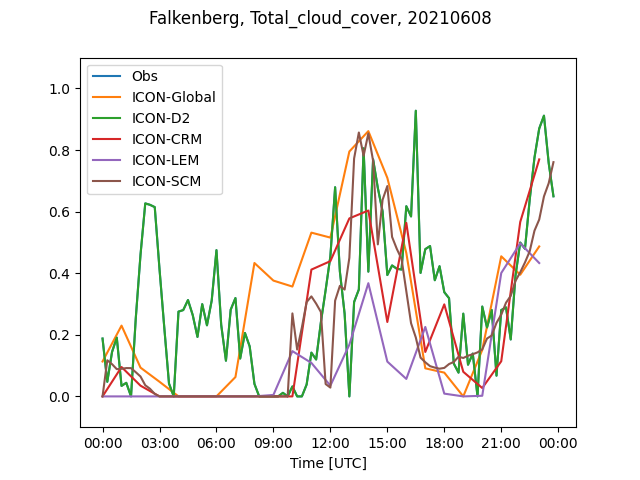 Falkenberg, Total_cloud_cover, 20210608
Obs
ICON-Global
ICON-D2
ICON-CRM
ICON-LEM
ICON-SCM
1.0
0.8
0.6
0.4
0.2
0.0
00:00 03:00 06:00 09:00 12:00 15:00 18:00 21:00 00:00
Time [UTC]